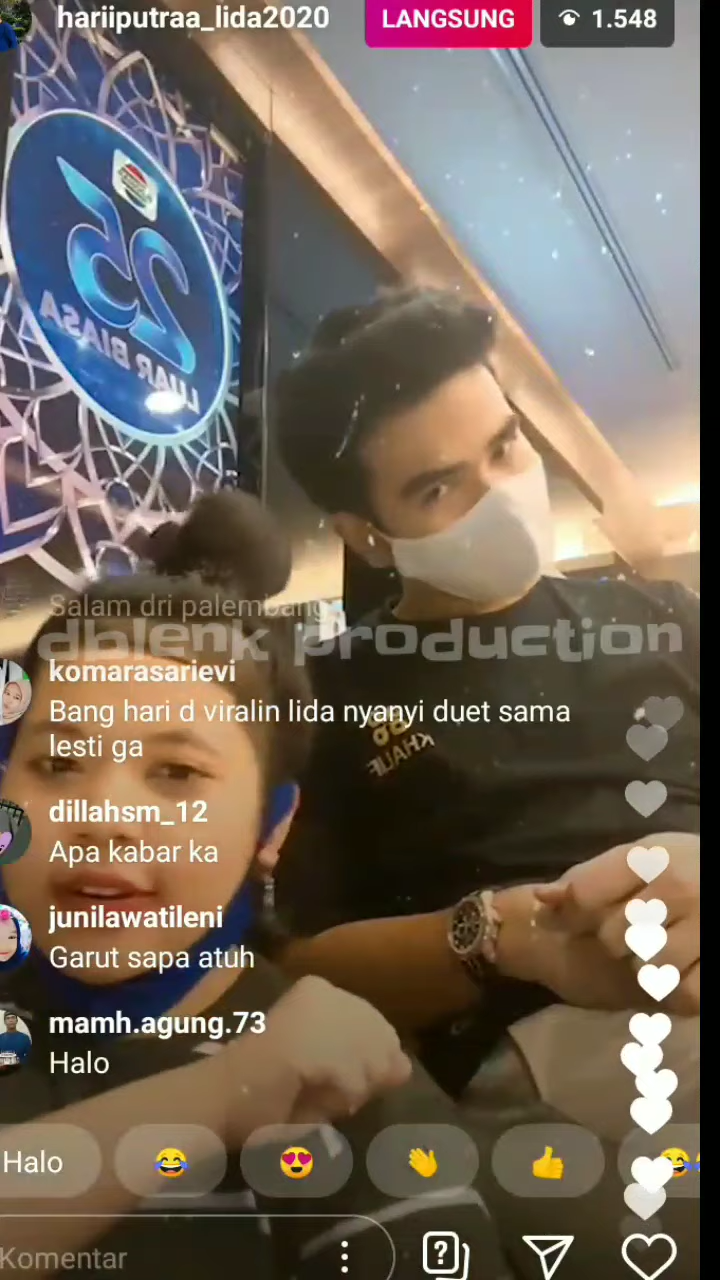 hariiputraa_lida2020
LANGSUNG
1.548
25
LUAR BIASA
Salam dri palembang
dblenk production
komarasarievi
Bang hari d viralin lida nyanyi duet sama
lesti ga
KHALIF
dillahsm_12
Apa kabar ka
junilawatileni
Garut sapa atuh
mamh.agung.73
Halo
Halo
Komentar